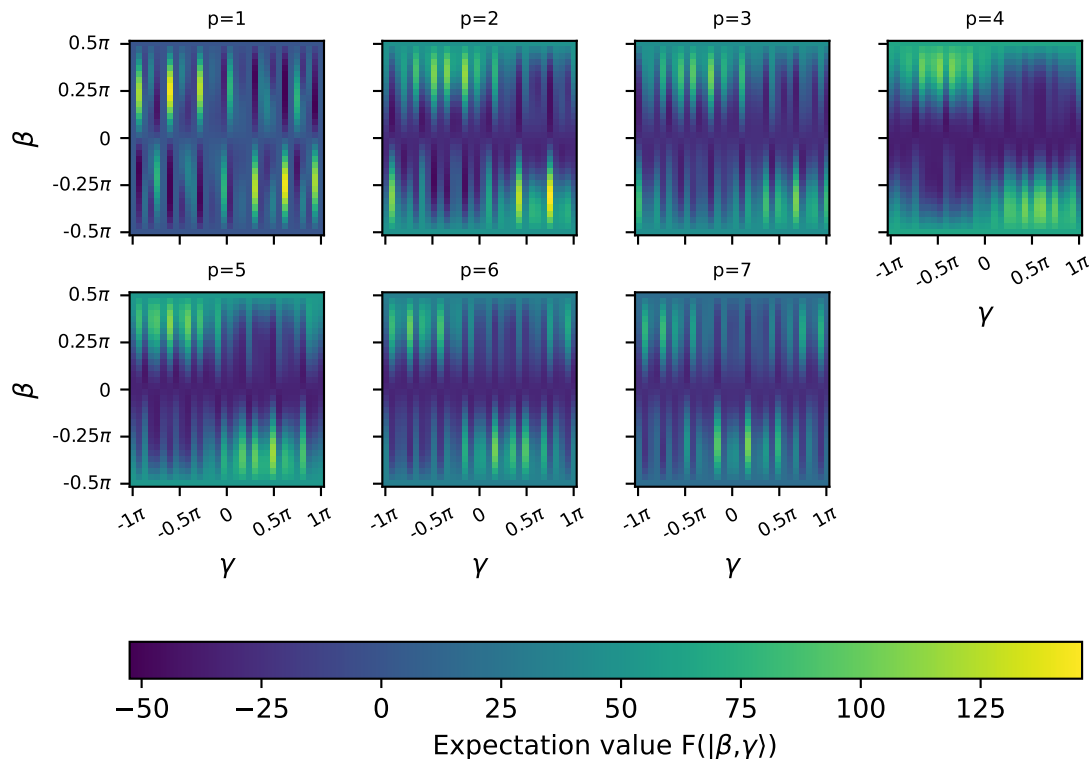 p=1 p=2 p=3 p=4
0.5π
0.25π
0
-0.25π
-0.5π
β
-1π -0.5π 0 0.5π 1π
γ
p=5 p=6 p=7
0.5π
0.25π
0
-0.25π
-0.5π
β
-1π -0.5π 0 0.5π 1π -1π -0.5π 0 0.5π 1π -1π -0.5π 0 0.5π 1π
γ γ γ
−50 −25 0 25 50 75 100 125
Expectation value F(|β,γ⟩)